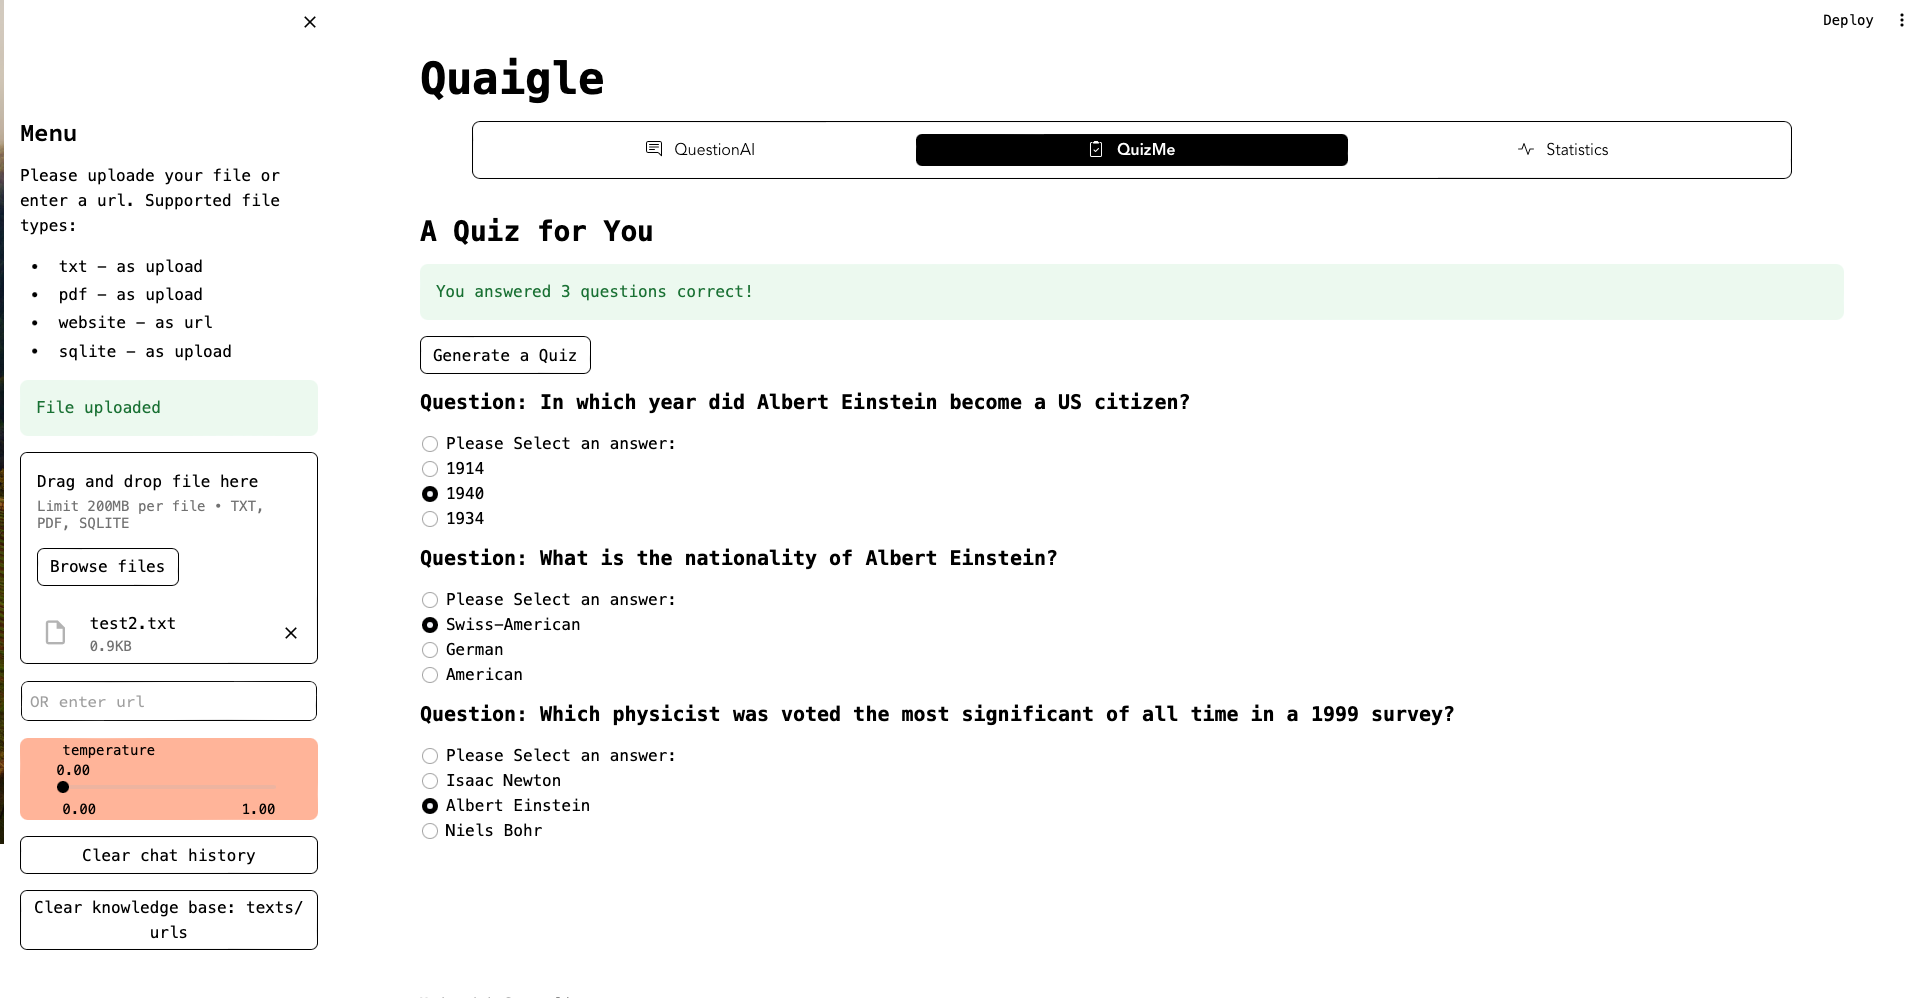 Deploy
Quaigle
QuestionAI
QuizMe
Statistics
Menu
Please uploade your file or
enter a url. Supported file
types:
• txt – as upload
• pdf – as upload
• website – as url
• sqlite – as upload
File uploaded
Drag and drop file here
Limit 200MB per file • TXT,
PDF, SQLITE
Browse files
test2.txt
0.9KB
OR enter url
temperature
0.00
0.00 1.00
Clear chat history
Clear knowledge base: texts/
urls
A Quiz for You
You answered 3 questions correct!
Generate a Quiz
Question: In which year did Albert Einstein become a US citizen?
Please Select an answer:
1914
1940
1934
Question: What is the nationality of Albert Einstein?
Please Select an answer:
Swiss-American
German
American
Question: Which physicist was voted the most significant of all time in a 1999 survey?
Please Select an answer:
Isaac Newton
Albert Einstein
Niels Bohr